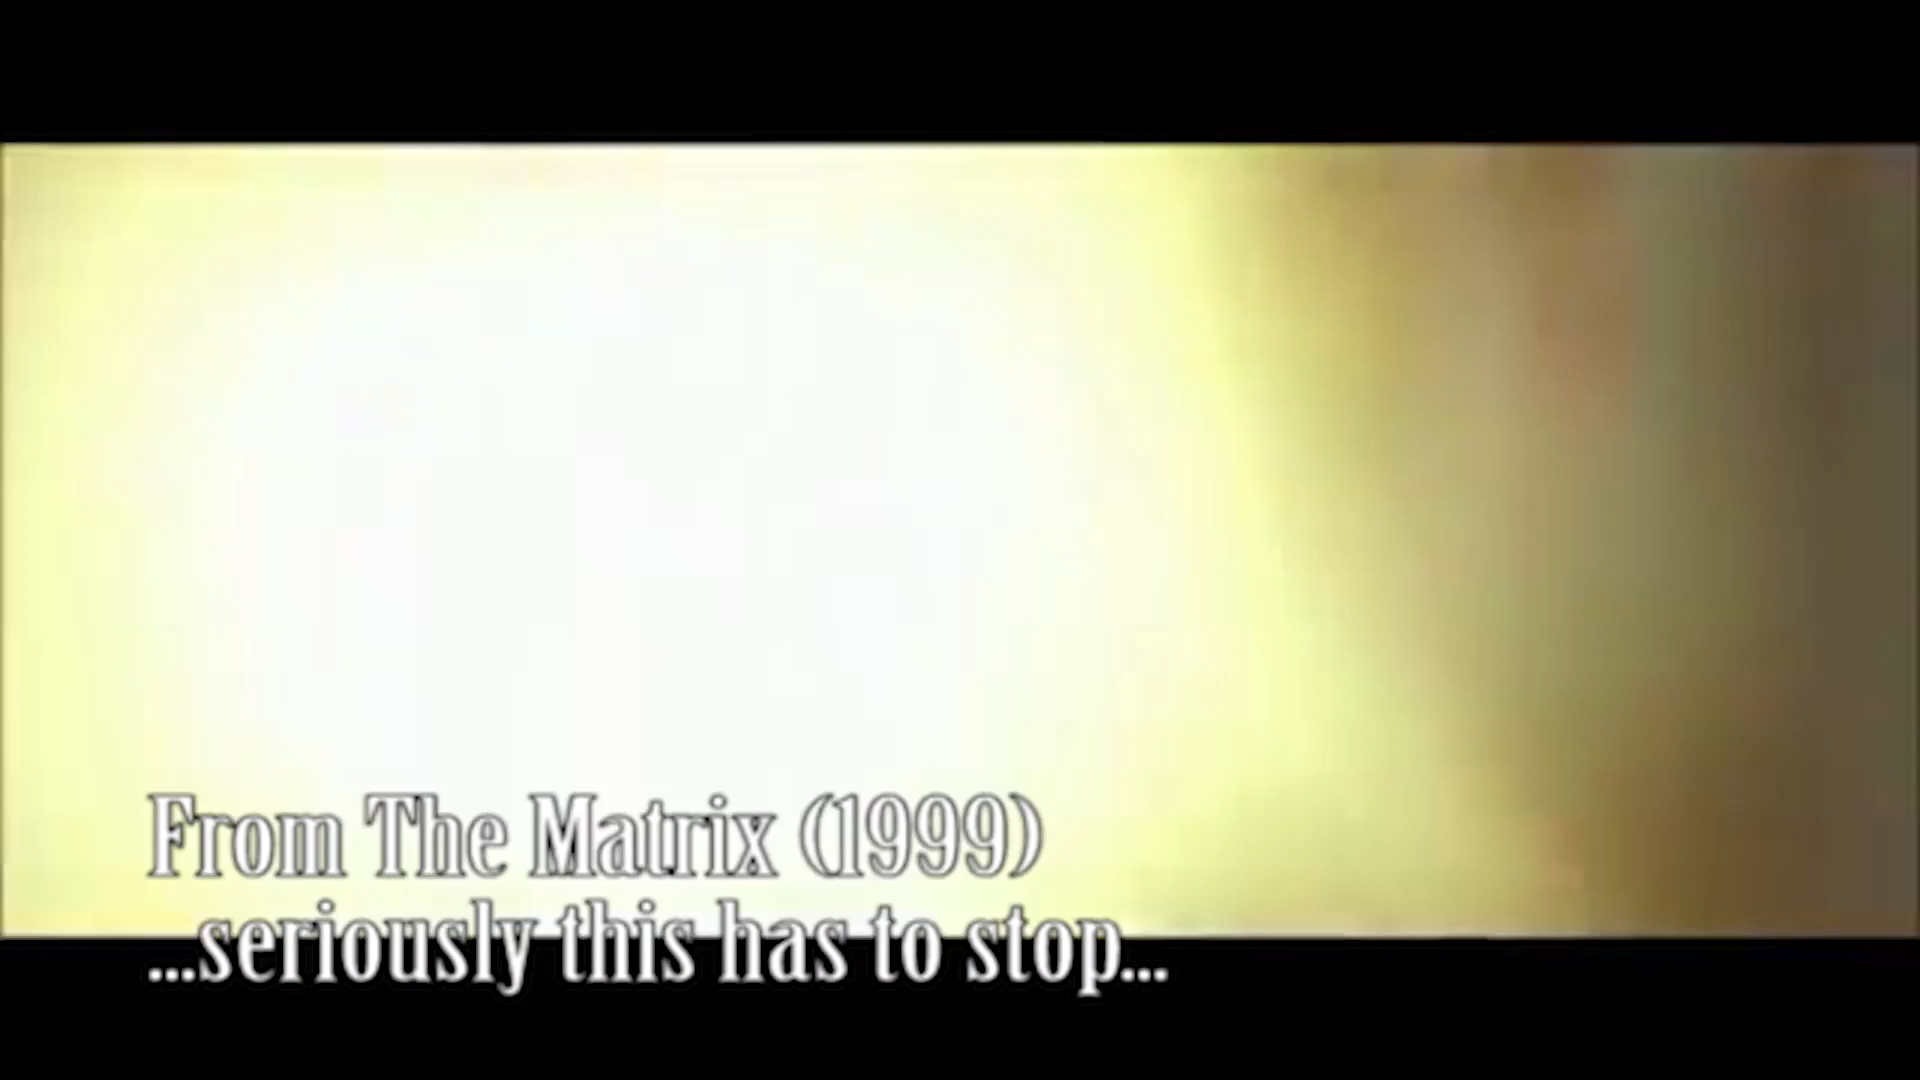 From The Matrix (1999)
...seriously this has to stop...